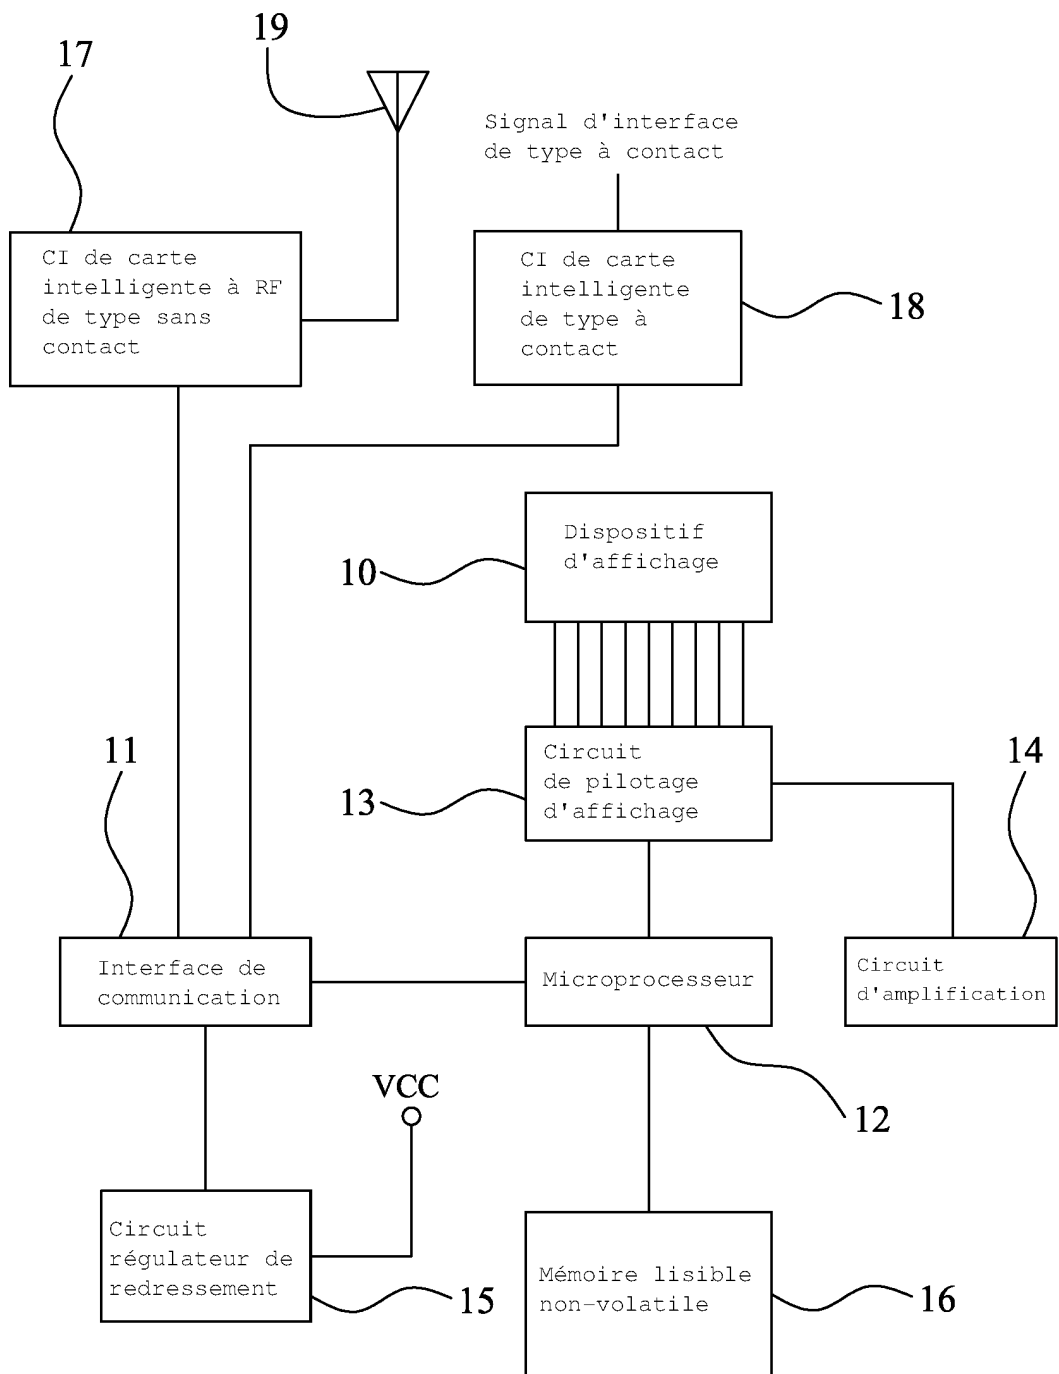 17
19
Signal d'interface
de type à contact
CI de carte
intelligente à RF
de type sans
contact
CI de carte
intelligente
de type à
contact
18
Dispositif
d'affichage
10
11
Circuit
de pilotage
d'affichage
13
14
Interface de
communication
Microprocesseur
Circuit
d'amplification
VCC
12
Circuit
régulateur de
redressement
15
Mémoire lisible
non-volatile
16